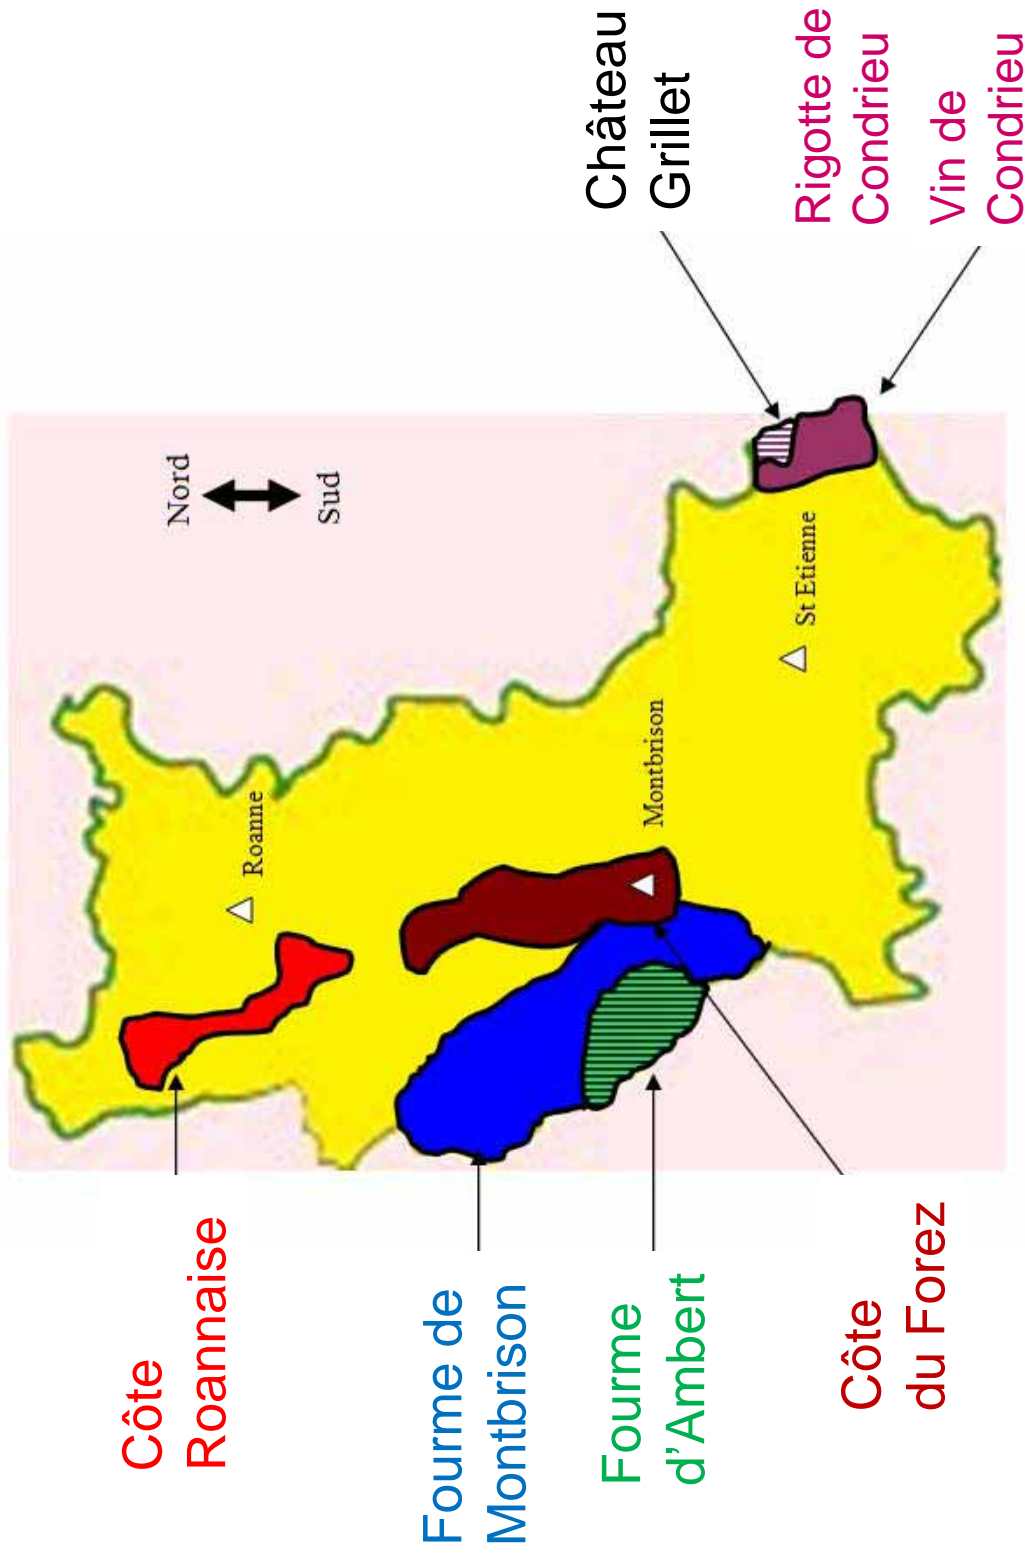 Côte
Roannaise
Fourme de
Montbrison
Fourme
d'Ambert
Côte
du Forez
Nord
Sud
Roanne
Montbrison
St Etienne
Château
Grillet
Rigotte de
Condrieu
Vin de
Condrieu